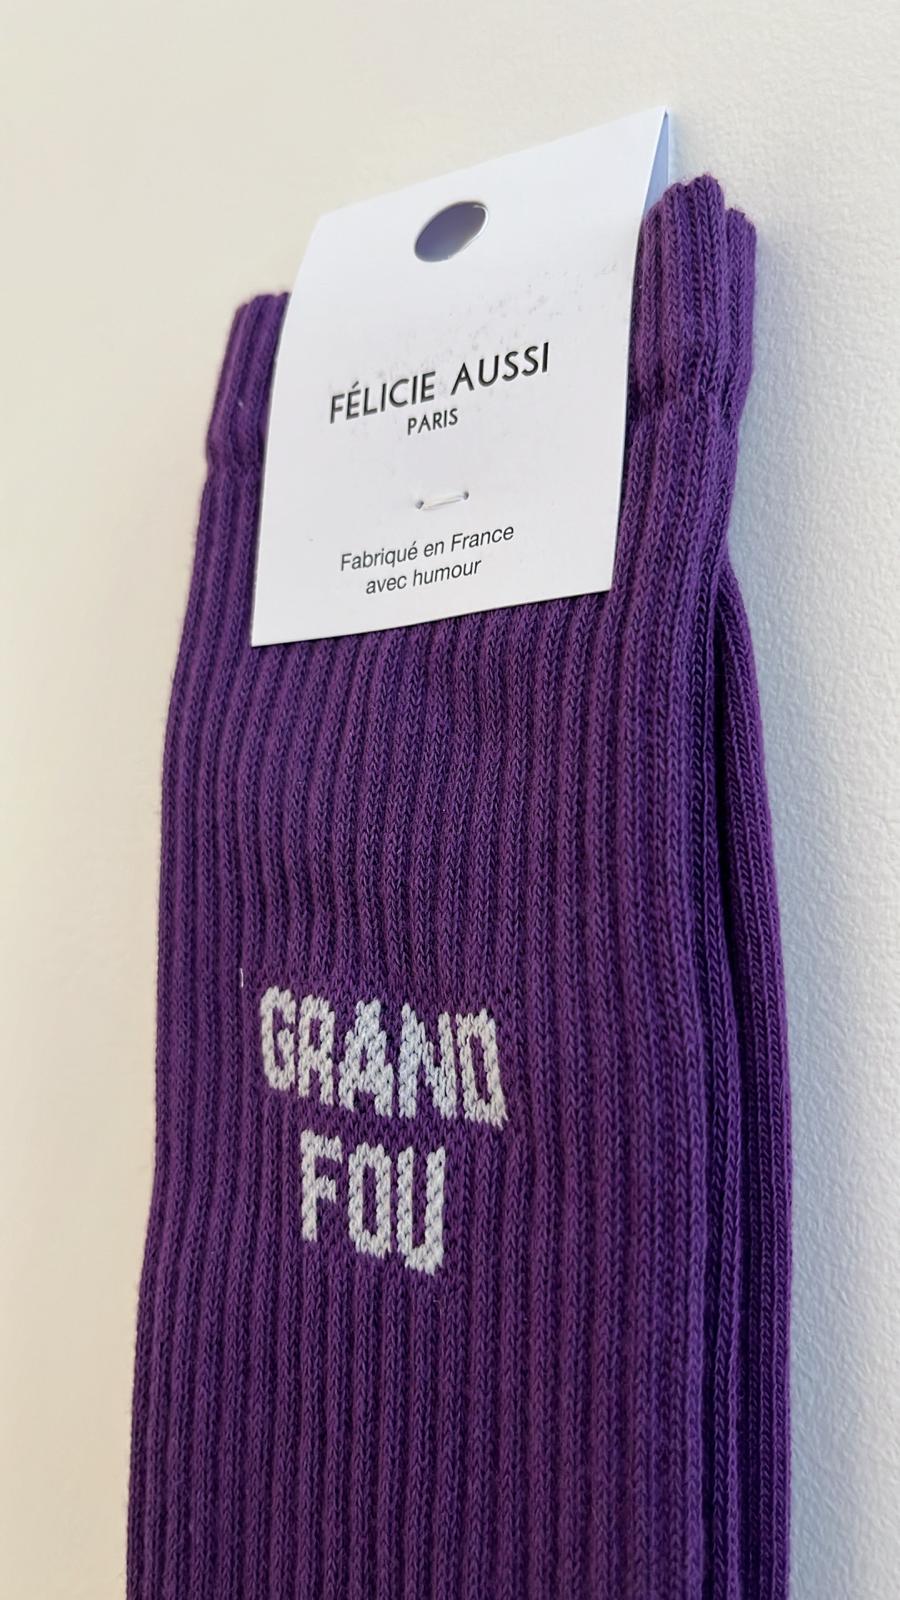 FÉLICIE AUSSI
PARIS
Fabriqué en France
avec humour
GRAND
FOU